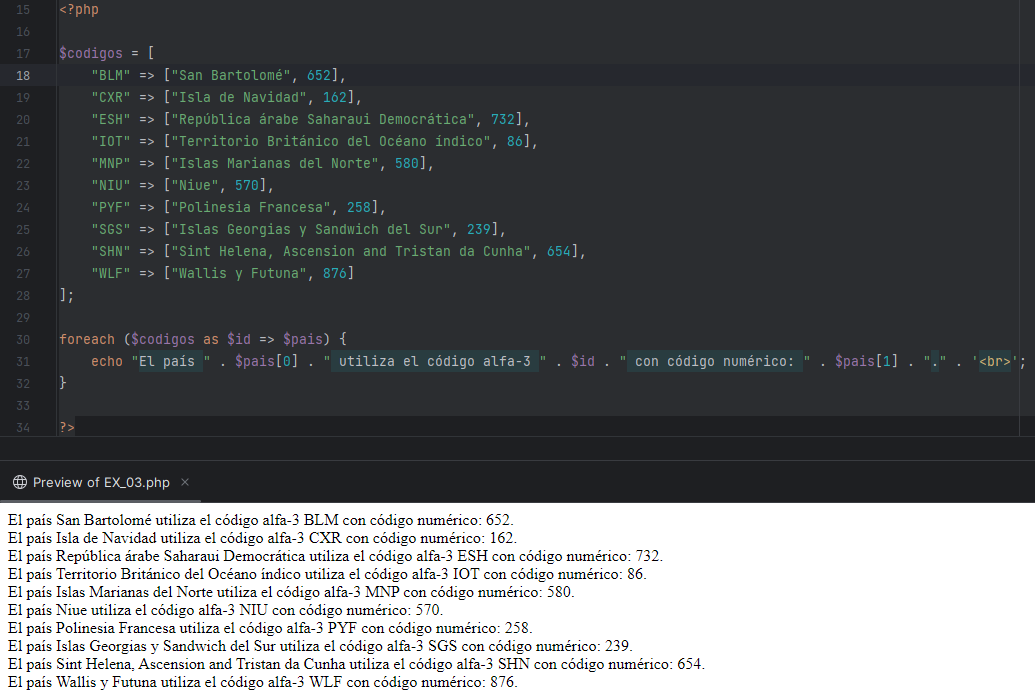 15 <?php
16
17 $codigos = [
18     "BLM" => ["San Bartolomé", 652],
19     "CXR" => ["Isla de Navidad", 162],
20     "ESH" => ["República árabe Saharaui Democrática", 732],
21     "IOT" => ["Territorio Británico del Océano índico", 86],
22     "MNP" => ["Islas Marianas del Norte", 580],
23     "NIU" => ["Niue", 570],
24     "PYF" => ["Polinesia Francesa", 258],
25     "SGS" => ["Islas Georgias y Sandwich del Sur", 239],
26     "SHN" => ["Sint Helena, Ascension and Tristan da Cunha", 654],
27     "WLF" => ["Wallis y Futuna", 876]
28 ];
29
30 foreach ($codigos as $id => $pais) {
31     echo "El país " . $pais[0] . " utiliza el código alfa-3 " . $id . " con código numérico: " . $pais[1] . "." . '<br>';
32 }
33
34 ?>
Preview of EX_03.php ×
El país San Bartolomé utiliza el código alfa-3 BLM con código numérico: 652.
El país Isla de Navidad utiliza el código alfa-3 CXR con código numérico: 162.
El país República árabe Saharaui Democrática utiliza el código alfa-3 ESH con código numérico: 732.
El país Territorio Británico del Océano índico utiliza el código alfa-3 IOT con código numérico: 86.
El país Islas Marianas del Norte utiliza el código alfa-3 MNP con código numérico: 580.
El país Niue utiliza el código alfa-3 NIU con código numérico: 570.
El país Polinesia Francesa utiliza el código alfa-3 PYF con código numérico: 258.
El país Islas Georgias y Sandwich del Sur utiliza el código alfa-3 SGS con código numérico: 239.
El país Sint Helena, Ascension and Tristan da Cunha utiliza el código alfa-3 SHN con código numérico: 654.
El país Wallis y Futuna utiliza el código alfa-3 WLF con código numérico: 876.